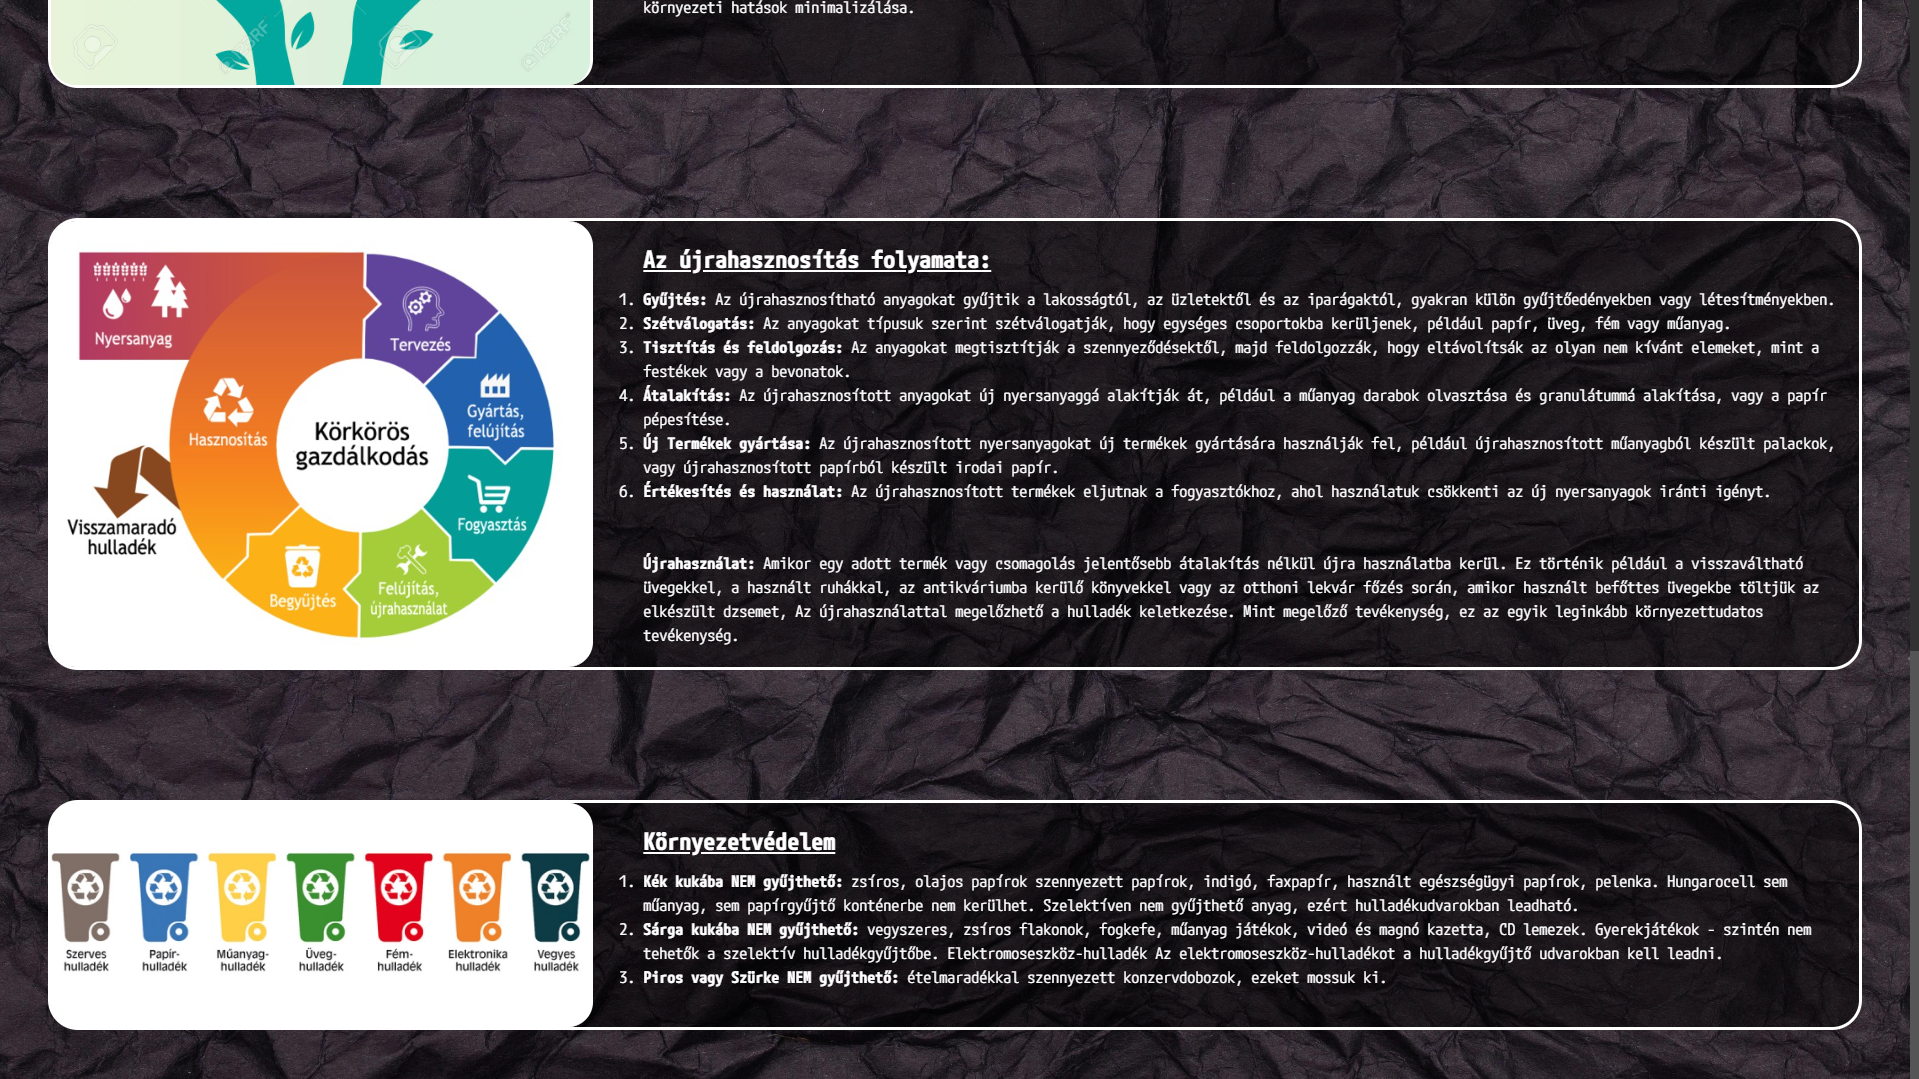 környezeti hatások minimalizálása.
@123RF
Az újrahasznosítás folyamata:
1. Gyűjtés: Az újrahasznosítható anyagokat gyűjtik a lakosságtól, az üzletektől és az iparágaktól, gyakran külön gyűjtőedényekben vagy létesítményekben.
2. Szétválogatás: Az anyagokat típusuk szerint szétválogatják, hogy egységes csoportokba kerüljenek, például papír, üveg, fém vagy műanyag.
3. Tisztítás és feldolgozás: Az anyagokat megtisztítják a szennyeződésektől, majd feldolgozzák, hogy eltávolítsák az olyan nem kívánt elemeket, mint a
festékek vagy a bevonatok.
4. Átalakítás: Az újrahasznosított anyagokat új nyersanyaggá alakítják át, például a műanyag darabok olvasztása és granulátummá alakítása, vagy a papír
pépesítése.
5. Új Termékek gyártása: Az újrahasznosított nyersanyagokat új termékek gyártására használják fel, például újrahasznosított műanyagból készült palackok,
vagy újrahasznosított papírból készült irodai papír.
6. Értékesítés és használat: Az újrahasznosított termékek eljutnak a fogyasztókhoz, ahol használatuk csökkenti az új nyersanyagok iránti igényt.
Újrahasználat: Amikor egy adott termék vagy csomagolás jelentősebb átalakítás nélkül újra használatba kerül. Ez történik például a visszaváltható
üvegekkel, a használt ruhákkal, az antikváriumba kerülő könyvekkel vagy az otthoni lekvár főzés során, amikor használt befőttes üvegekbe töltjük az
elkészült dzsemet, Az újrahasználattal megelőzhető a hulladék keletkezése. Mint megelőző tevékenység, ez az egyik leginkább környezettudatos
tevékenység.
Nyersanyag
Tervezés
Gyártás,
felújítás
Hasznosítás
Körkörös
gazdálkodás
Fogyasztás
Visszamaradó
hulladék
Begyűjtés
Felújítás,
újrahasználat
Környezetvédelem
1. Kék kukába NEM gyűjthető: zsíros, olajos papírok szennyezett papírok, indigó, faxpapír, használt egészségügyi papírok, pelenka. Hungarocell sem
műanyag, sem papírgyűjtő konténerbe nem kerülhet. Szelektíven nem gyűjthető anyag, ezért hulladékudvarokban leadható.
2. Sárga kukába NEM gyűjthető: vegyszeres, zsíros flakonok, fogkefe, műanyag játékok, videó és magnó kazetta, CD lemezek. Gyerekjátékok - szintén nem
tehetők a szelektív hulladékgyűjtőbe. Elektromoseszköz-hulladék Az elektromoseszköz-hulladékot a hulladékgyűjtő udvarokban kell leadni.
3. Piros vagy Szürke NEM gyűjthető: ételmaradékkal szennyezett konzervdobozok, ezeket mossuk ki.
Szerves
hulladék
Papír-
hulladék
Műanyag-
hulladék
Üveg-
hulladék
Fém-
hulladék
Elektronika
hulladék
Vegyes
hulladék